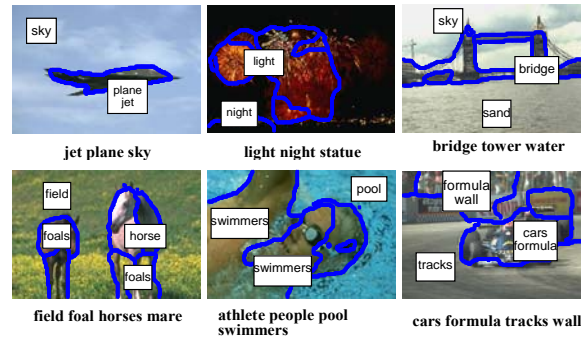 sky
plane
jet
jet plane sky
light
night
light night statue
sky
bridge
sand
bridge tower water
field
foals
horse
foals
field foal horses mare
pool
swimmers
swimmers
athlete people pool
swimmers
formula
wall
cars
formula
tracks
cars formula tracks wall